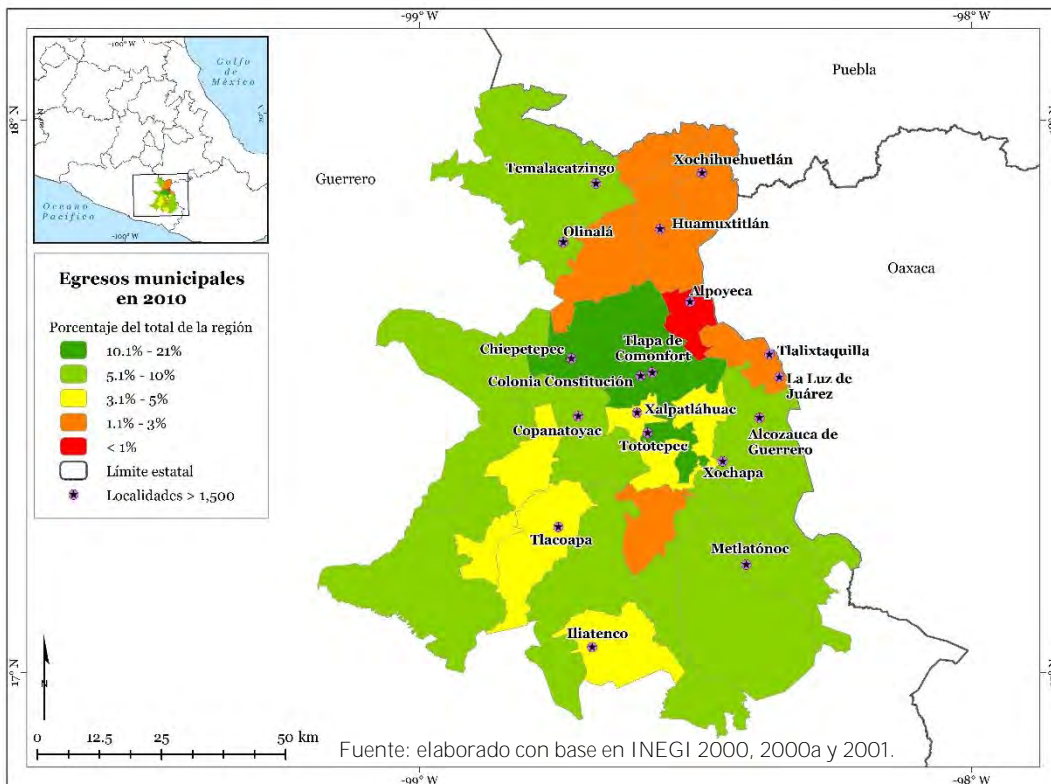 -99° W
-98° W
-100° W
Golfo
de
México
Océano
Pacífico
-100° W
18° N
Puebla
Guerrero
Oaxaca
Xochihuehuetlán
Temalacatzingo
Huamuxtitlán
Olinalá
Alpoyeca
Tlapa de
Comonfort
Tlalixtaquilla
Chiepetepec
Colonia Constitución
La Luz de
Juárez
Xalpatláhuac
Copanatoyac
Alcozauca de
Guerrero
Tototepec
Xochapa
Tlacoapa
Metlatónoc
Iliatenco
Egresos municipales
en 2010
Porcentaje del total de la región
10.1% - 21%
5.1% - 10%
3.1% - 5%
1.1% - 3%
< 1%
Límite estatal
Localidades > 1,500
17° N
N
0 12.5 25 50 km
Fuente: elaborado con base en INEGI 2000, 2000a y 2001.
-99° W
-98° W